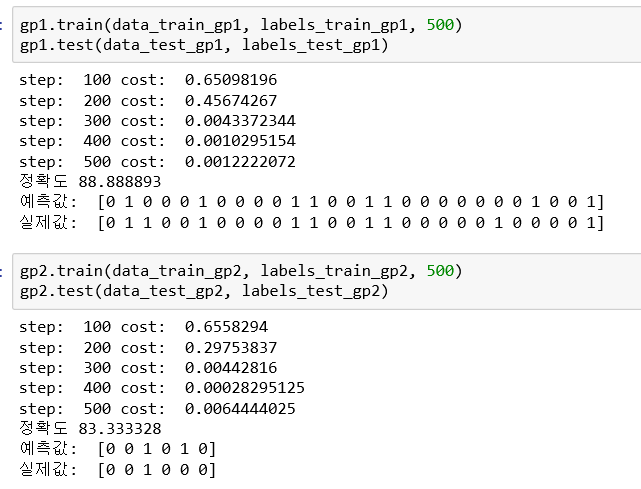 gp1.train(data_train_gp1, labels_train_gp1, 500)
gp1.test(data_test_gp1, labels_test_gp1)
step:  100 cost:  0.65098196
step:  200 cost:  0.45674267
step:  300 cost:  0.0043372344
step:  400 cost:  0.0010295154
step:  500 cost:  0.0012222072
정확도 88.888893
예측값:  [0 1 0 0 0 1 0 0 0 0 1 1 0 0 1 1 0 0 0 0 0 0 0 1 0 0 1]
실제값:  [0 1 1 0 0 1 0 0 0 0 1 1 0 0 1 1 0 0 0 0 0 1 0 0 0 0 1]
gp2.train(data_train_gp2, labels_train_gp2, 500)
gp2.test(data_test_gp2, labels_test_gp2)
step:  100 cost:  0.6558294
step:  200 cost:  0.29753837
step:  300 cost:  0.00442816
step:  400 cost:  0.00028295125
step:  500 cost:  0.0064444025
정확도 83.333328
예측값:  [0 0 1 0 1 0]
실제값:  [0 0 1 0 0 0]